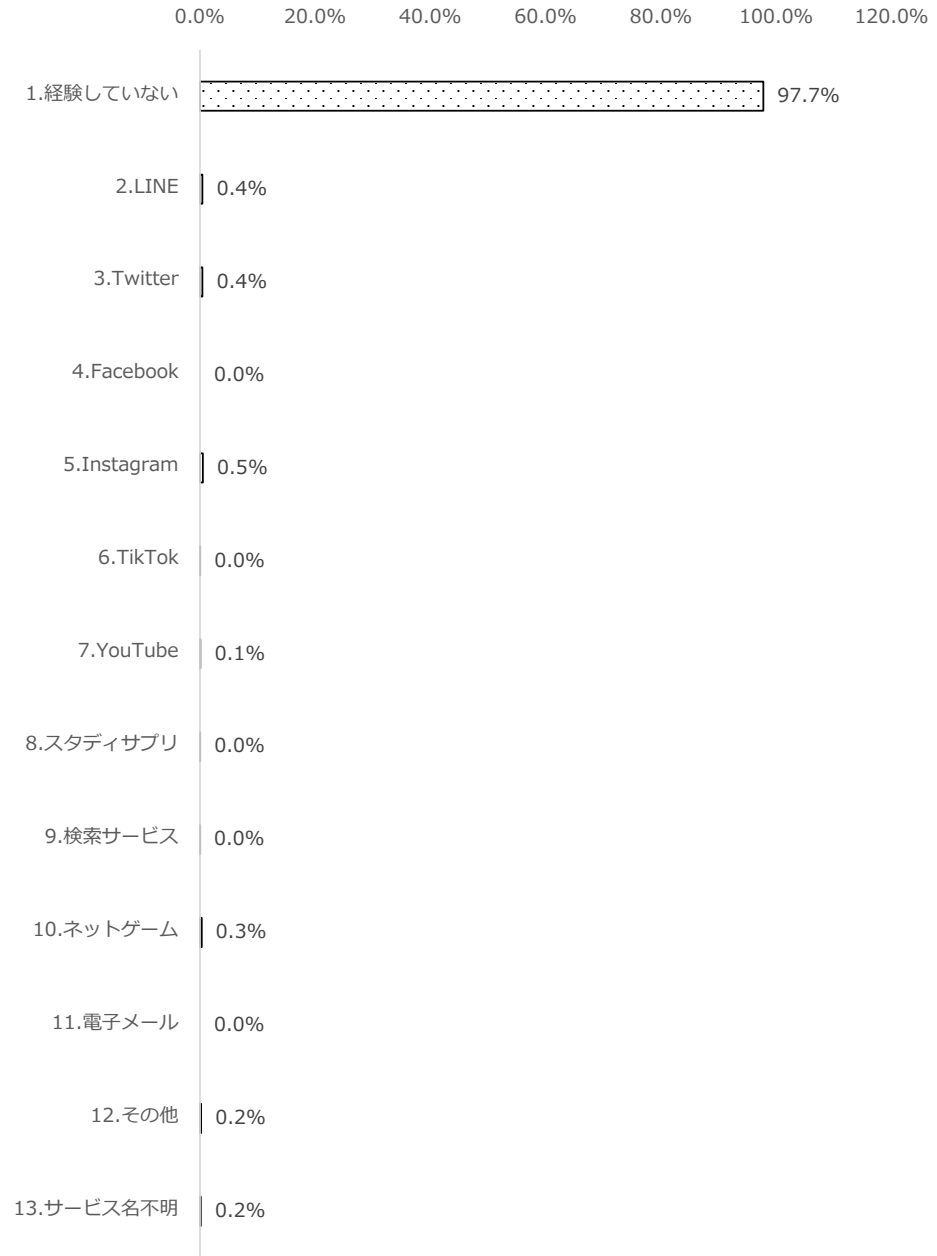 0.0% 20.0% 40.0% 60.0% 80.0% 100.0% 120.0%
1.経験していない 97.7%
2.LINE 0.4%
3.Twitter 0.4%
4.Facebook 0.0%
5.Instagram 0.5%
6.TikTok 0.0%
7.YouTube 0.1%
8.スタディサプリ 0.0%
9.検索サービス 0.0%
10.ネットゲーム 0.3%
11.電子メール 0.0%
12.その他 0.2%
13.サービス名不明 0.2%